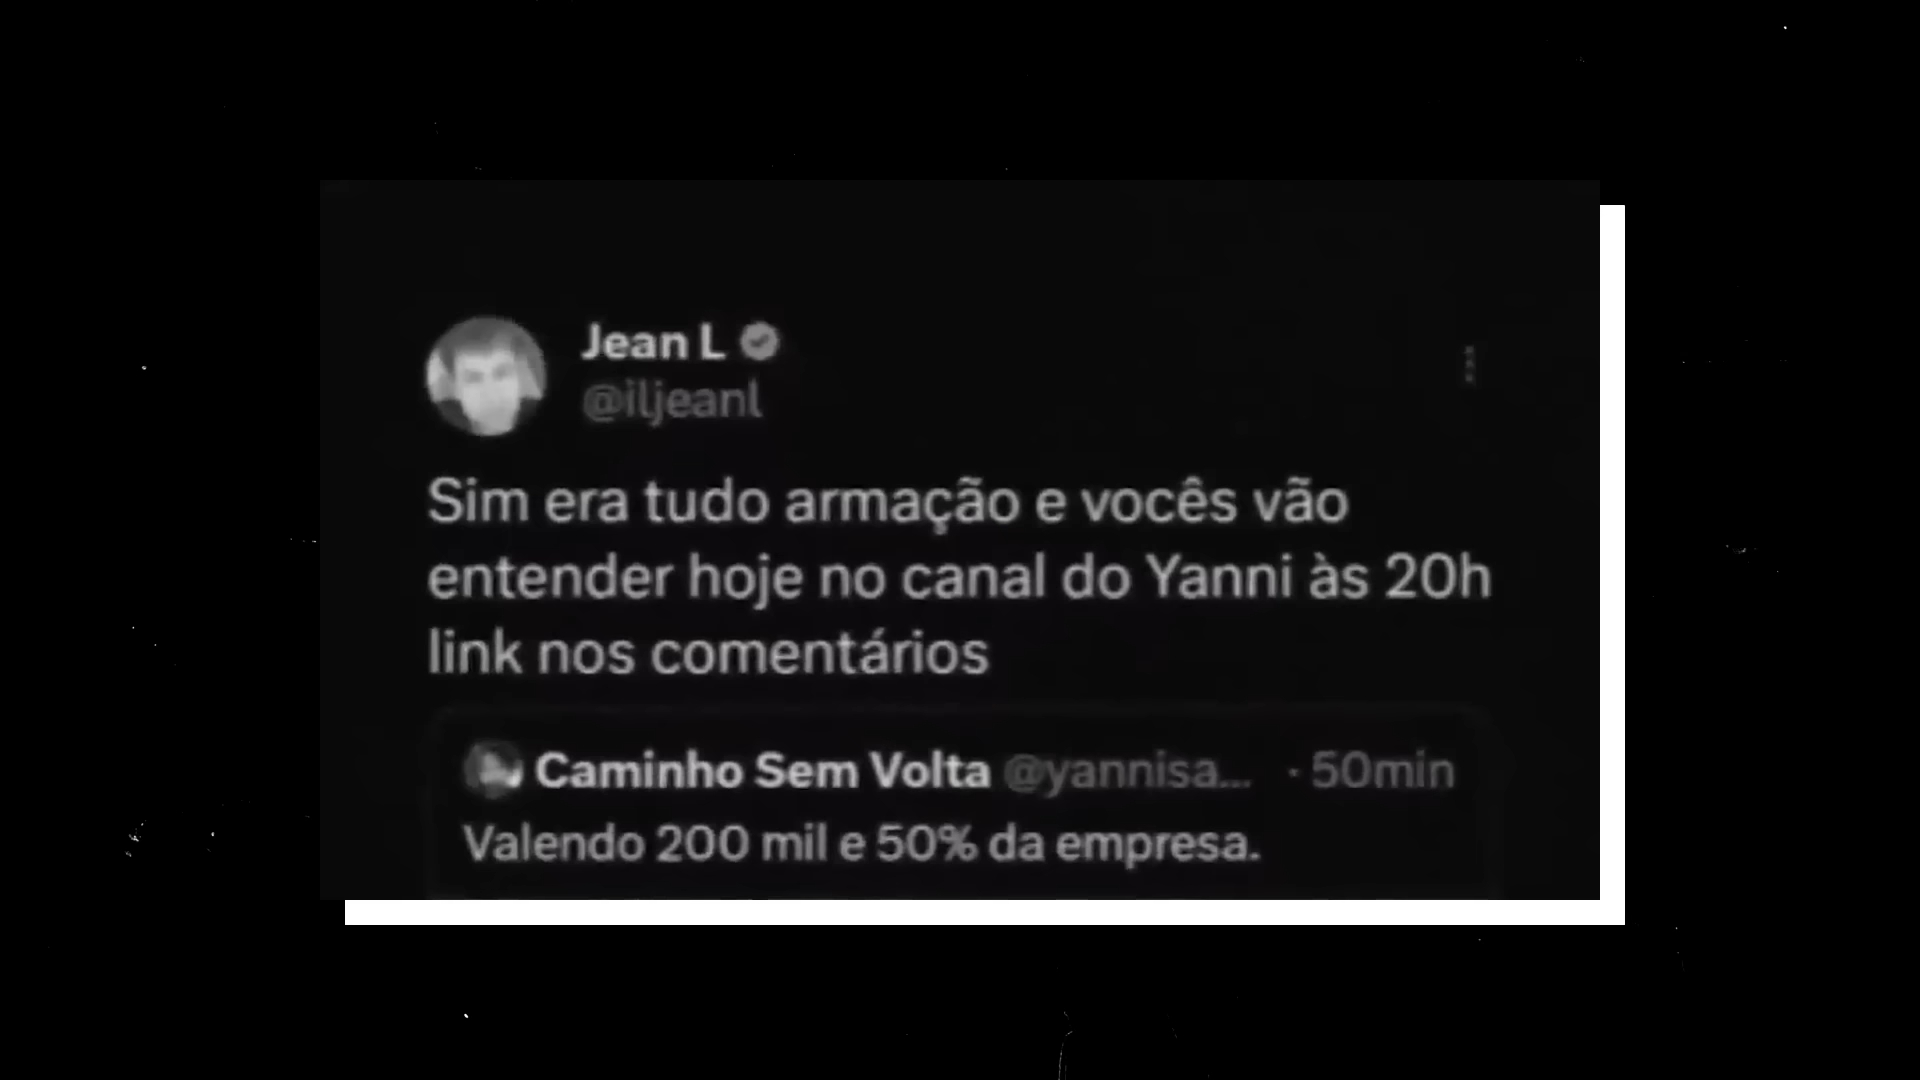 Jean L
@iljeanl
Sim era tudo armação e vocês vão
entender hoje no canal do Yanni às 20h
link nos comentários
Caminho Sem Volta @yannisa... · 50min
Valendo 200 mil e 50% da empresa.